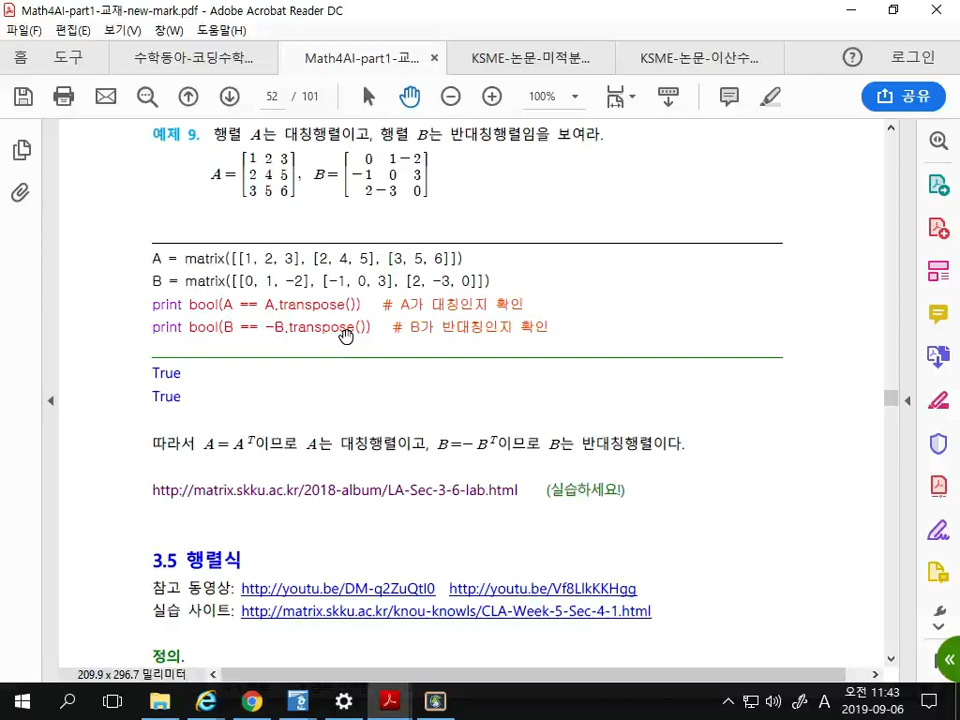 Math4AI-part1-교재-new-mark.pdf - Adobe Acrobat Reader DC
파일(F) 편집(E) 보기(V) 창(W) 도움말(H)
홈 도구 수학동아-코딩수학... Math4AI-part1-교... × KSME-논문-미적분... KSME-논문-이산수... 로그인
52 / 101 100% 공유
예제 9. 행렬 A는 대칭행렬이고, 행렬 B는 반대칭행렬임을 보여라.
A = [1 2 3; 2 4 5; 3 5 6], B = [0 1 −2; −1 0 3; 2 −3 0]
A = matrix([[1, 2, 3], [2, 4, 5], [3, 5, 6]])
B = matrix([[0, 1, -2], [-1, 0, 3], [2, -3, 0]])
print bool(A == A.transpose()) # A가 대칭인지 확인
print bool(B == -B.transpose()) # B가 반대칭인지 확인
True
True
따라서 A = Aᵀ이므로 A는 대칭행렬이고, B = − Bᵀ이므로 B는 반대칭행렬이다.
http://matrix.skku.ac.kr/2018-album/LA-Sec-3-6-lab.html (실습하세요!)
3.5 행렬식
참고 동영상: http://youtu.be/DM-q2ZuQtI0 http://youtu.be/Vf8LlkKKHgg
실습 사이트: http://matrix.skku.ac.kr/knou-knowls/CLA-Week-5-Sec-4-1.html
정의.
209.9 x 296.7 밀리미터
A 오전 11:43
2019-09-06